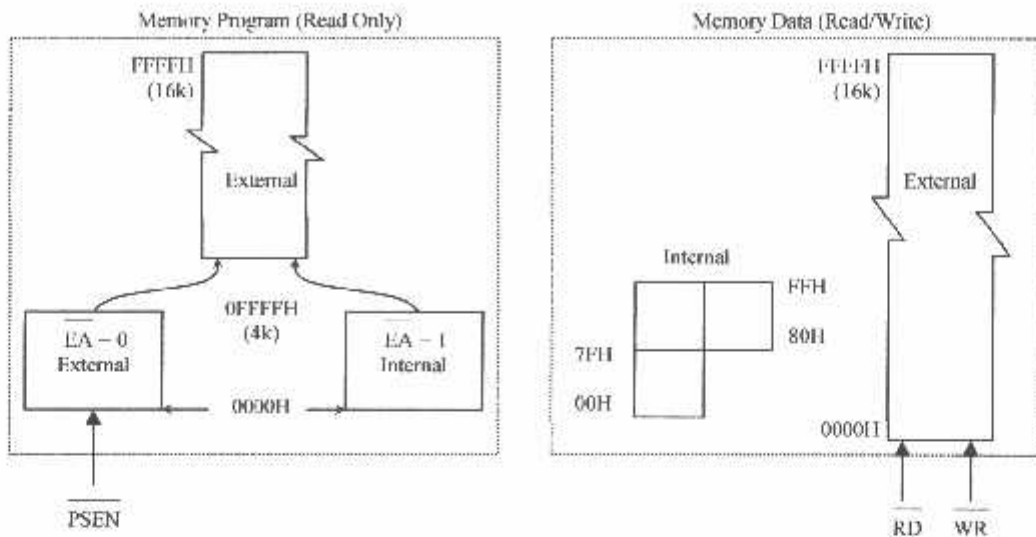 Memory Program (Read Only)
FFFFH
(16k)
External
0FFFFH
(4k)
EA – 0
External
EA – 1
Internal
0000H
PSEN
Memory Data (Read/Write)
FFFFH
(16k)
External
Internal
FFH
80H
7FH
00H
0000H
RD
WR